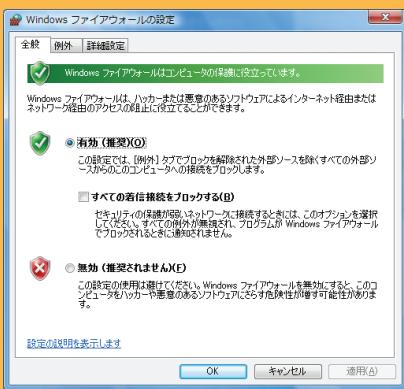 Windows ファイアウォールの設定
全般 例外 詳細設定
Windows ファイアウォールはコンピュータの保護に役立っています。
Windows ファイアウォールは、ハッカーまたは悪意のあるソフトウェアによるインターネット経由または
ネットワーク経由のアクセスの阻止に役立てることができます。
有効 (推奨)(O)
この設定では、[例外] タブでブロックを解除された外部ソースを除くすべての外部ソ
ースからのこのコンピュータへの接続をブロックします。
すべての着信接続をブロックする(B)
セキュリティの保護が弱いネットワークに接続するときには、このオプションを選択
してください。すべての例外が無視され、プログラムが Windows ファイアウォール
でブロックされるときに通知されません。
無効 (推奨されません)(F)
この設定の使用は避けてください。Windows ファイアウォールを無効にすると、このコ
ンピュータをハッカーや悪意のあるソフトウェアにさらす危険性が増す可能性がありま
す。
設定の説明を表示します
OK キャンセル 適用(A)